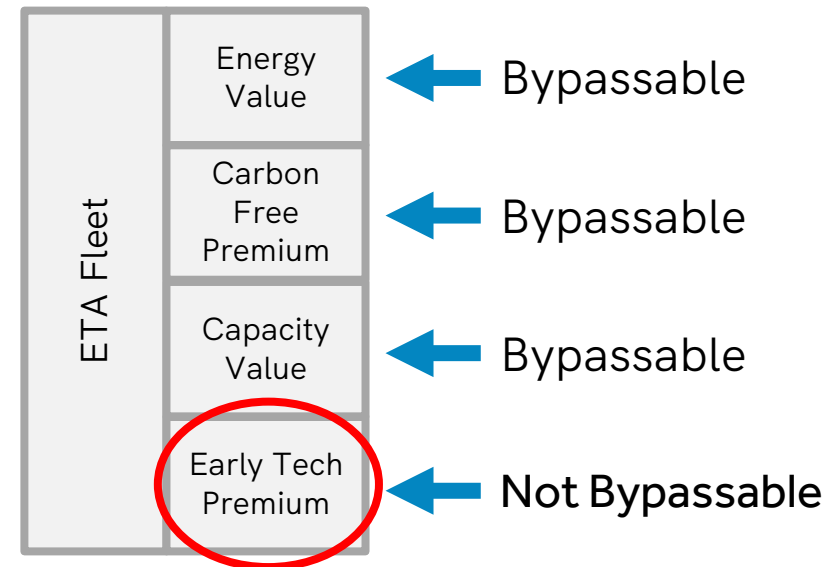 ETA Fleet
Energy
Value
Bypassable
Carbon
Free
Premium
Bypassable
Capacity
Value
Bypassable
Early Tech
Premium
Not Bypassable